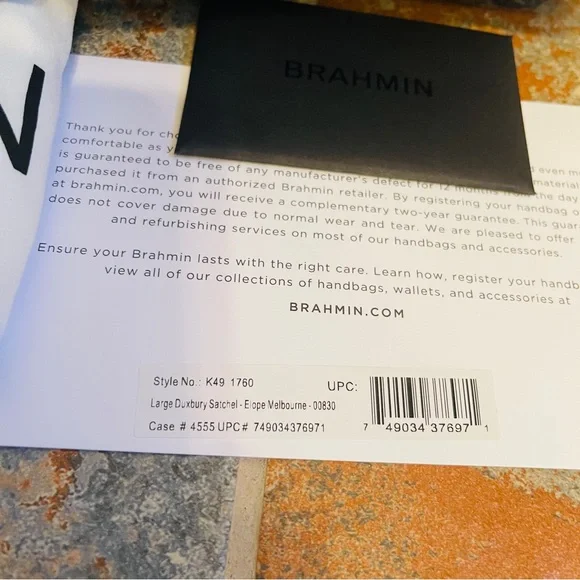 N
BRAHMIN
Thank you for
comfortable as even
is guaranteed to be free of any manufacturer's defect for 12 months the day
purchased it from an authorized Brahmin retailer. By registering your handbag
at brahmin.com, you will receive a complementary two-year guarantee. This
does not cover damage due to normal wear and tear. We are pleased to offer
and refurbishing services on most of our handbags and accessories.
Ensure your Brahmin lasts with the right care. Learn how, register your
view all of our collections of handbags, wallets, and accessories at
BRAHMIN.COM
Style No.: K49 1760 UPC:
Large Duxbury Satchel - Elope Melbourne - 00830
Case # 4555 UPC# 749034376971
7 49034 37697 1